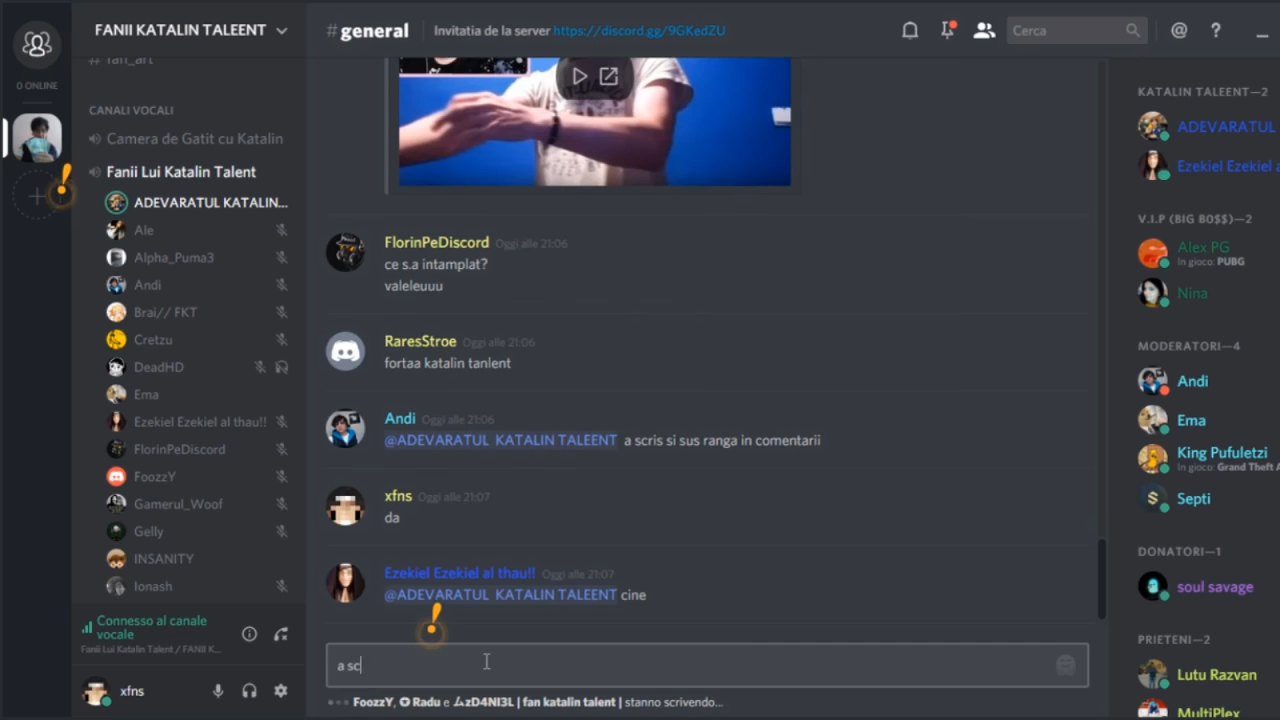 0 ONLINE
FANII KATALIN TALEENT
# fan_art
CANALI VOCALI
Camera de Gatit cu Katalin
Fanii Lui Katalin Talent
ADEVARATUL KATALIN...
Ale
Alpha_Puma3
Andi
Brai// FKT
Cretzu
DeadHD
Ema
Ezekiel Ezekiel al thau!!
FlorinPeDiscord
FoozzY
Gamerul_Woof
Gelly
INSANITY
Ionash
Connesso al canale
vocale
Fanii Lui Katalin Talent / FANII K...
xfns
#general
Invitatia de la server https://discord.gg/9GKedZU
Cerca
FlorinPeDiscord Oggi alle 21:06
ce s.a intamplat?
valeleuuu
RaresStroe Oggi alle 21:06
fortaa katalin tanlent
Andi Oggi alle 21:06
@ADEVARATUL KATALIN TALEENT a scris si sus ranga in comentarii
xfns Oggi alle 21:07
da
Ezekiel Ezekiel al thau!! Oggi alle 21:07
@ADEVARATUL KATALIN TALEENT cine
a sc
FoozzY, Radu e zD4NI3L | fan katalin talent | stanno scrivendo...
KATALIN TALEENT—2
ADEVARATUL
Ezekiel Ezekiel a
V.I.P (BIG BO$$)—2
Alex PG
In gioco: PUBG
Nina
MODERATORI—4
Andi
Ema
King Pufuletzi
In gioco: Grand Theft A
Septi
DONATORI—1
soul savage
PRIETENI—2
Lutu Razvan
MultiPlex